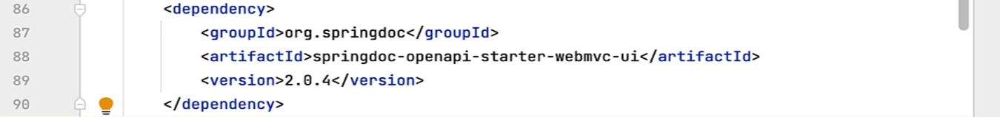 86 <dependency>
87 <groupId>org.springdoc</groupId>
88 <artifactId>springdoc-openapi-starter-webmvc-ui</artifactId>
89 <version>2.0.4</version>
90 </dependency>